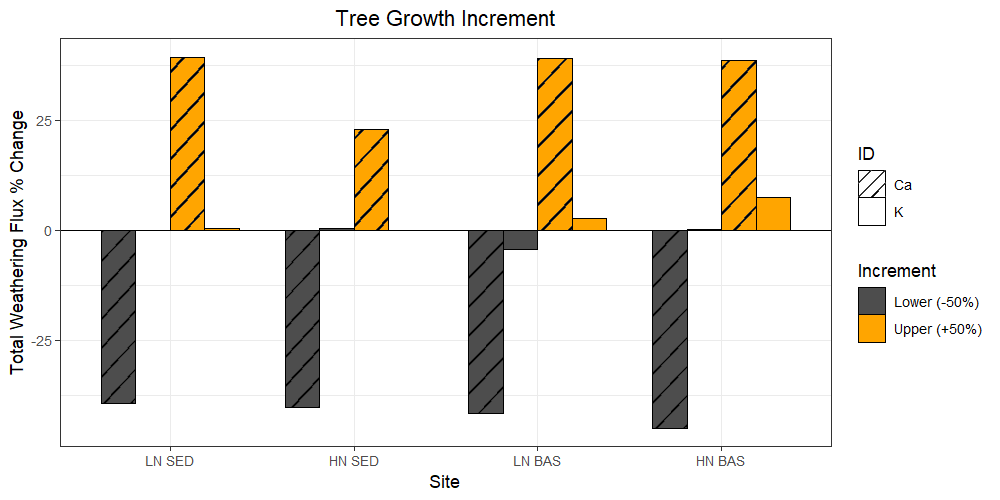 Tree Growth Increment
Total Weathering Flux % Change
25
0
-25
LN SED
HN SED
LN BAS
HN BAS
Site
ID
Ca
K
Increment
Lower (-50%)
Upper (+50%)